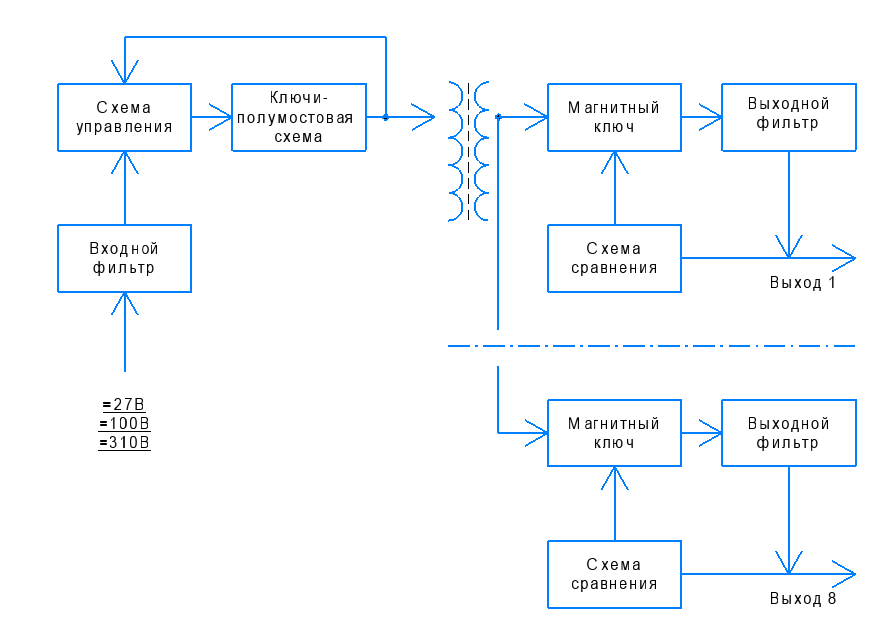 Схема
управления
Ключи-
полумостовая
схема
Магнитный
ключ
Выходной
фильтр
Входной
фильтр
Схема
сравнения
Выход 1
=27В
=100В
=310В
Магнитный
ключ
Выходной
фильтр
Схема
сравнения
Выход 8